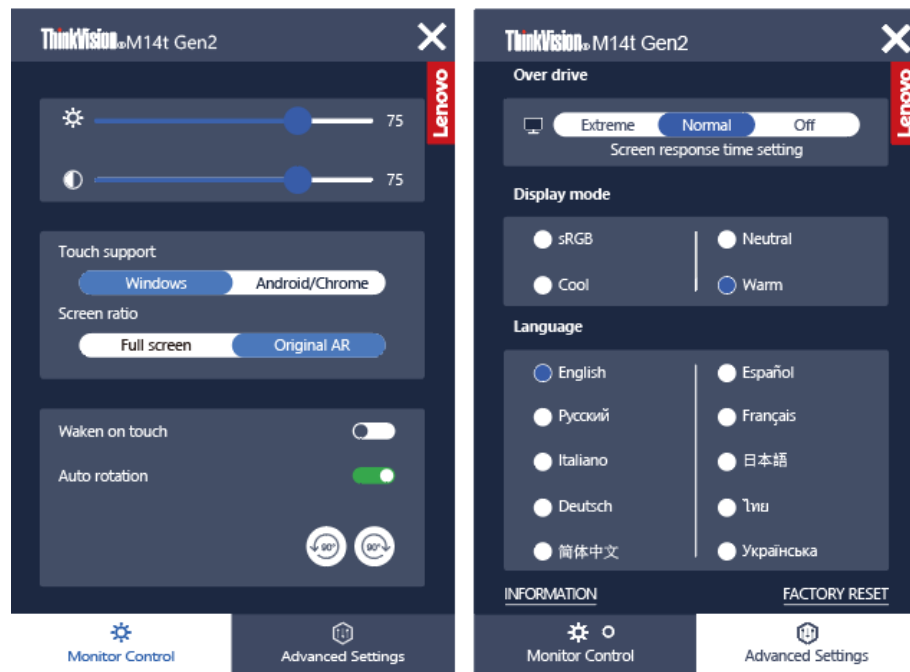 ThinkVision® M14t Gen2
Lenovo
75
75
Touch support
Windows Android/Chrome
Screen ratio
Full screen Original AR
Waken on touch
Auto rotation
90° 90°
Monitor Control Advanced Settings
ThinkVision® M14t Gen2
Lenovo
Over drive
Extreme Normal Off
Screen response time setting
Display mode
sRGB Neutral
Cool Warm
Language
English Español
Русский Français
Italiano 日本語
Deutsch ไทย
简体中文 Українська
INFORMATION FACTORY RESET
Monitor Control Advanced Settings